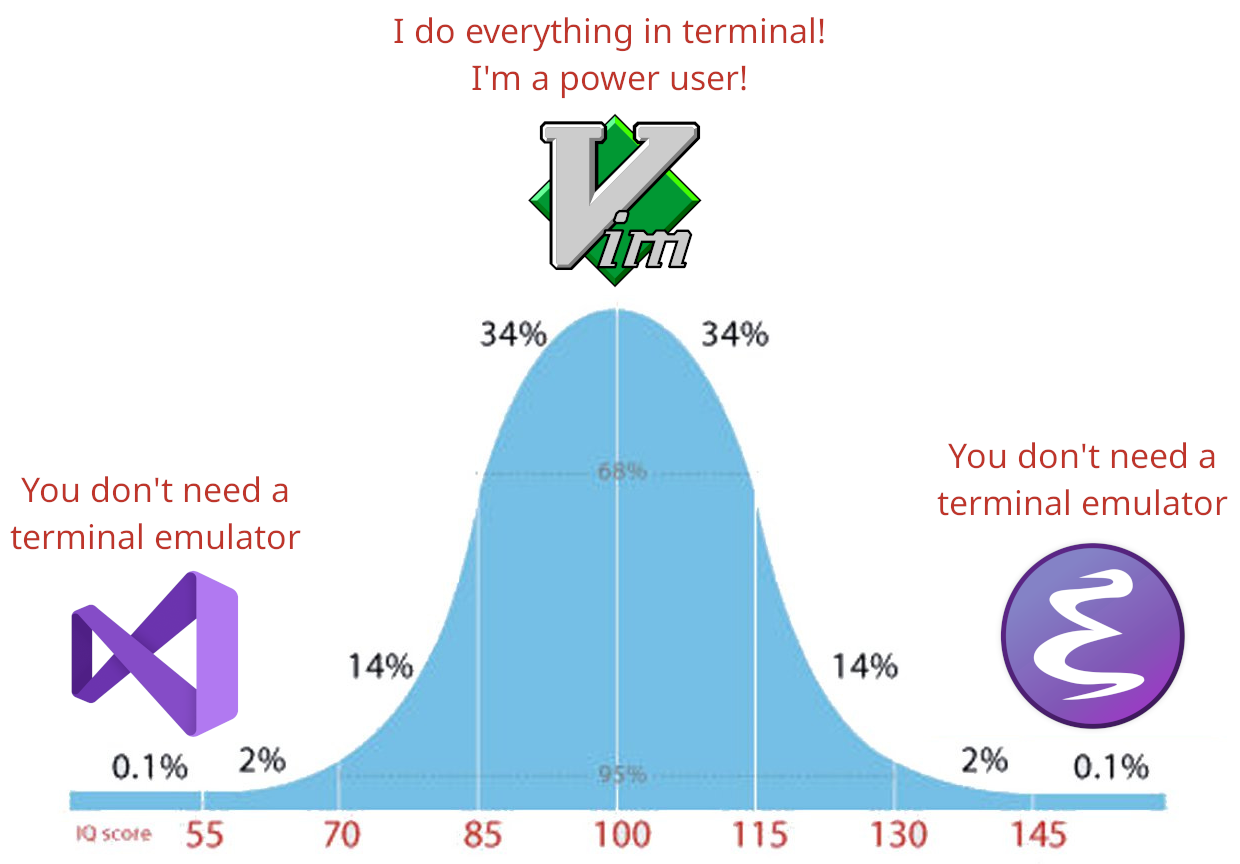 I do everything in terminal!
I'm a power user!
Vim
34%
34%
68%
You don't need a
terminal emulator
You don't need a
terminal emulator
14%
14%
0.1%
2%
95%
2%
0.1%
IQ score
55
70
85
100
115
130
145